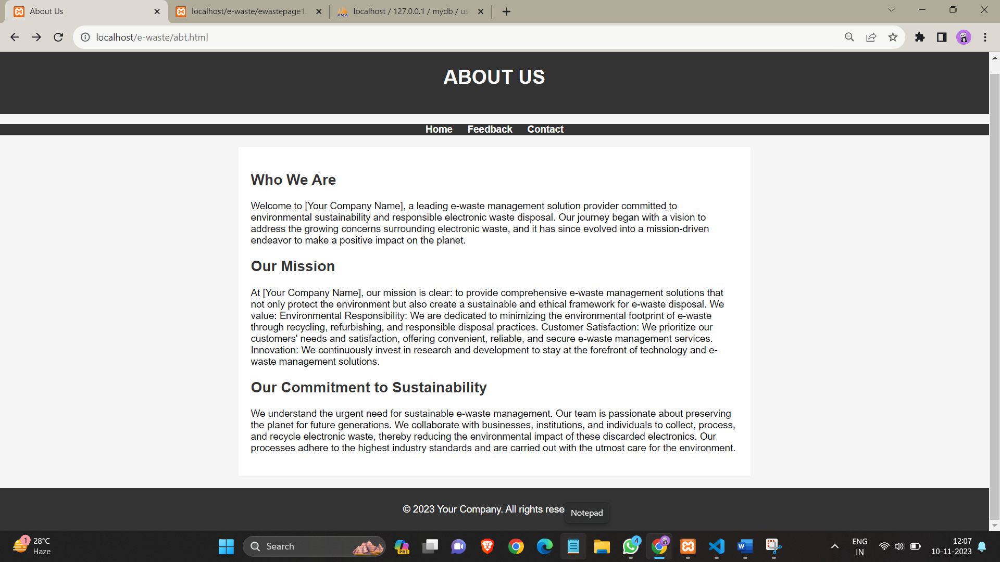 About Us
localhost/e-waste/ewastepage1.
localhost / 127.0.0.1 / mydb / us
localhost/e-waste/abt.html
ABOUT US
Home Feedback Contact
Who We Are
Welcome to [Your Company Name], a leading e-waste management solution provider committed to
environmental sustainability and responsible electronic waste disposal. Our journey began with a vision to
address the growing concerns surrounding electronic waste, and it has since evolved into a mission-driven
endeavor to make a positive impact on the planet.
Our Mission
At [Your Company Name], our mission is clear: to provide comprehensive e-waste management solutions that
not only protect the environment but also create a sustainable and ethical framework for e-waste disposal. We
value: Environmental Responsibility: We are dedicated to minimizing the environmental footprint of e-waste
through recycling, refurbishing, and responsible disposal practices. Customer Satisfaction: We prioritize our
customers' needs and satisfaction, offering convenient, reliable, and secure e-waste management services.
Innovation: We continuously invest in research and development to stay at the forefront of technology and e-
waste management solutions.
Our Commitment to Sustainability
We understand the urgent need for sustainable e-waste management. Our team is passionate about preserving
the planet for future generations. We collaborate with businesses, institutions, and individuals to collect, process,
and recycle electronic waste, thereby reducing the environmental impact of these discarded electronics. Our
processes adhere to the highest industry standards and are carried out with the utmost care for the environment.
© 2023 Your Company. All rights rese
Notepad
1
28°C
Haze
Search
PRE
4
W
ENG
IN
12:07
10-11-2023